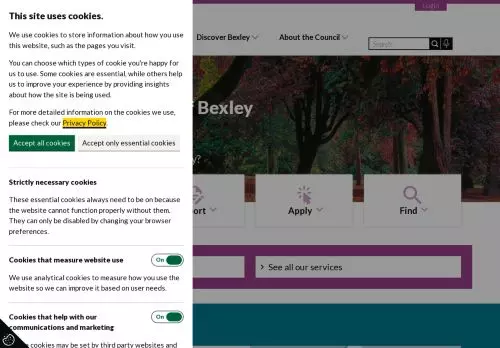 This site uses cookies.
Login
We use cookies to store information about how you use
this website, such as the pages you visit.
Discover Bexley
About the Council
Search
You can choose which types of cookie you're happy for
us to use. Some cookies are essential, while others help
us to improve your experience by providing insights
about how the site is being used.
For more detailed information on the cookies we use,
please check our Privacy Policy.
Bexley
Accept all cookies
Accept only essential cookies
Strictly necessary cookies
These essential cookies always need to be on because
the website cannot function properly without them.
They can only be disabled by changing your browser
preferences.
Apply
Find
Cookies that measure website use
On
See all our services
We use analytical cookies to measure how you use the
website so we can improve it based on user needs.
Cookies that help with our
communications and marketing
On
cookies may be set by third party websites and